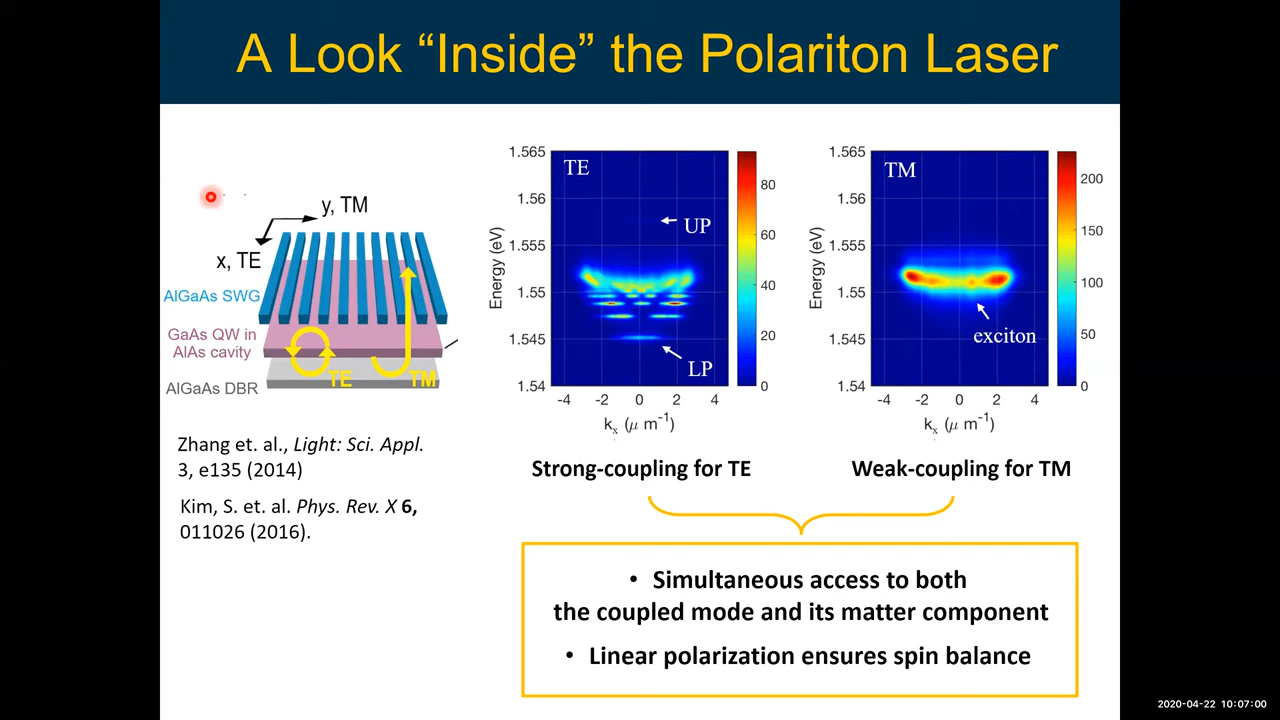 A Look “Inside” the Polariton Laser
y, TM
x, TE
AlGaAs SWG
GaAs QW in
AlAs cavity
AlGaAs DBR
TE
TM
Zhang et. al., Light: Sci. Appl.
3, e135 (2014)
Kim, S. et. al. Phys. Rev. X 6,
011026 (2016).
TE
UP
LP
1.565
1.56
1.555
1.55
1.545
1.54
Energy (eV)
-4 -2 0 2 4
kx (μ m-1)
80
60
40
20
0
TM
exciton
1.565
1.56
1.555
1.55
1.545
1.54
Energy (eV)
-4 -2 0 2 4
kx (μ m-1)
200
150
100
50
0
Strong-coupling for TE
Weak-coupling for TM
• Simultaneous access to both
the coupled mode and its matter component
• Linear polarization ensures spin balance
2020-04-22 10:07:00